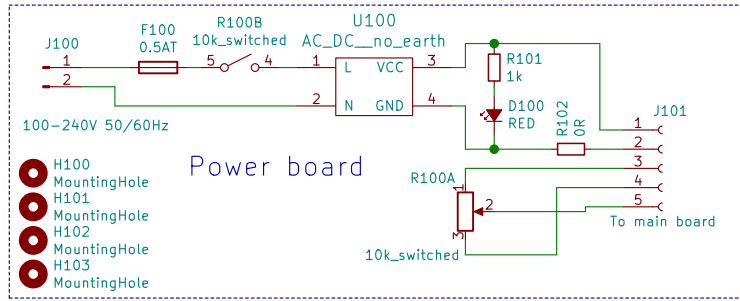 J100
1
2
100-240V 50/60Hz
F100
0.5AT
R100B
10k_switched
5 4
U100
AC_DC__no_earth
1 L VCC 3
2 N GND 4
R101
1k
D100
RED
R102
0R
J101
1
2
3
4
5
To main board
R100A
1
2
3
10k_switched
Power board
H100
MountingHole
H101
MountingHole
H102
MountingHole
H103
MountingHole